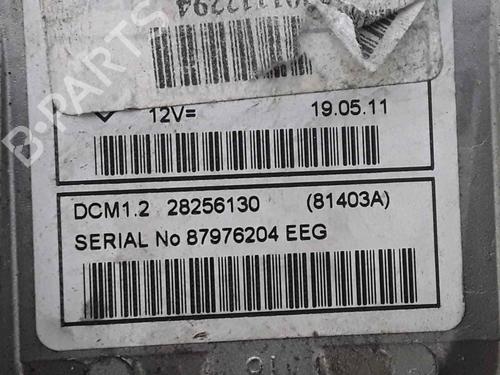 B-PARTS
12V= 19.05.11
DCM1.2 28256130 (81403A)
SERIAL No 87976204 EEG